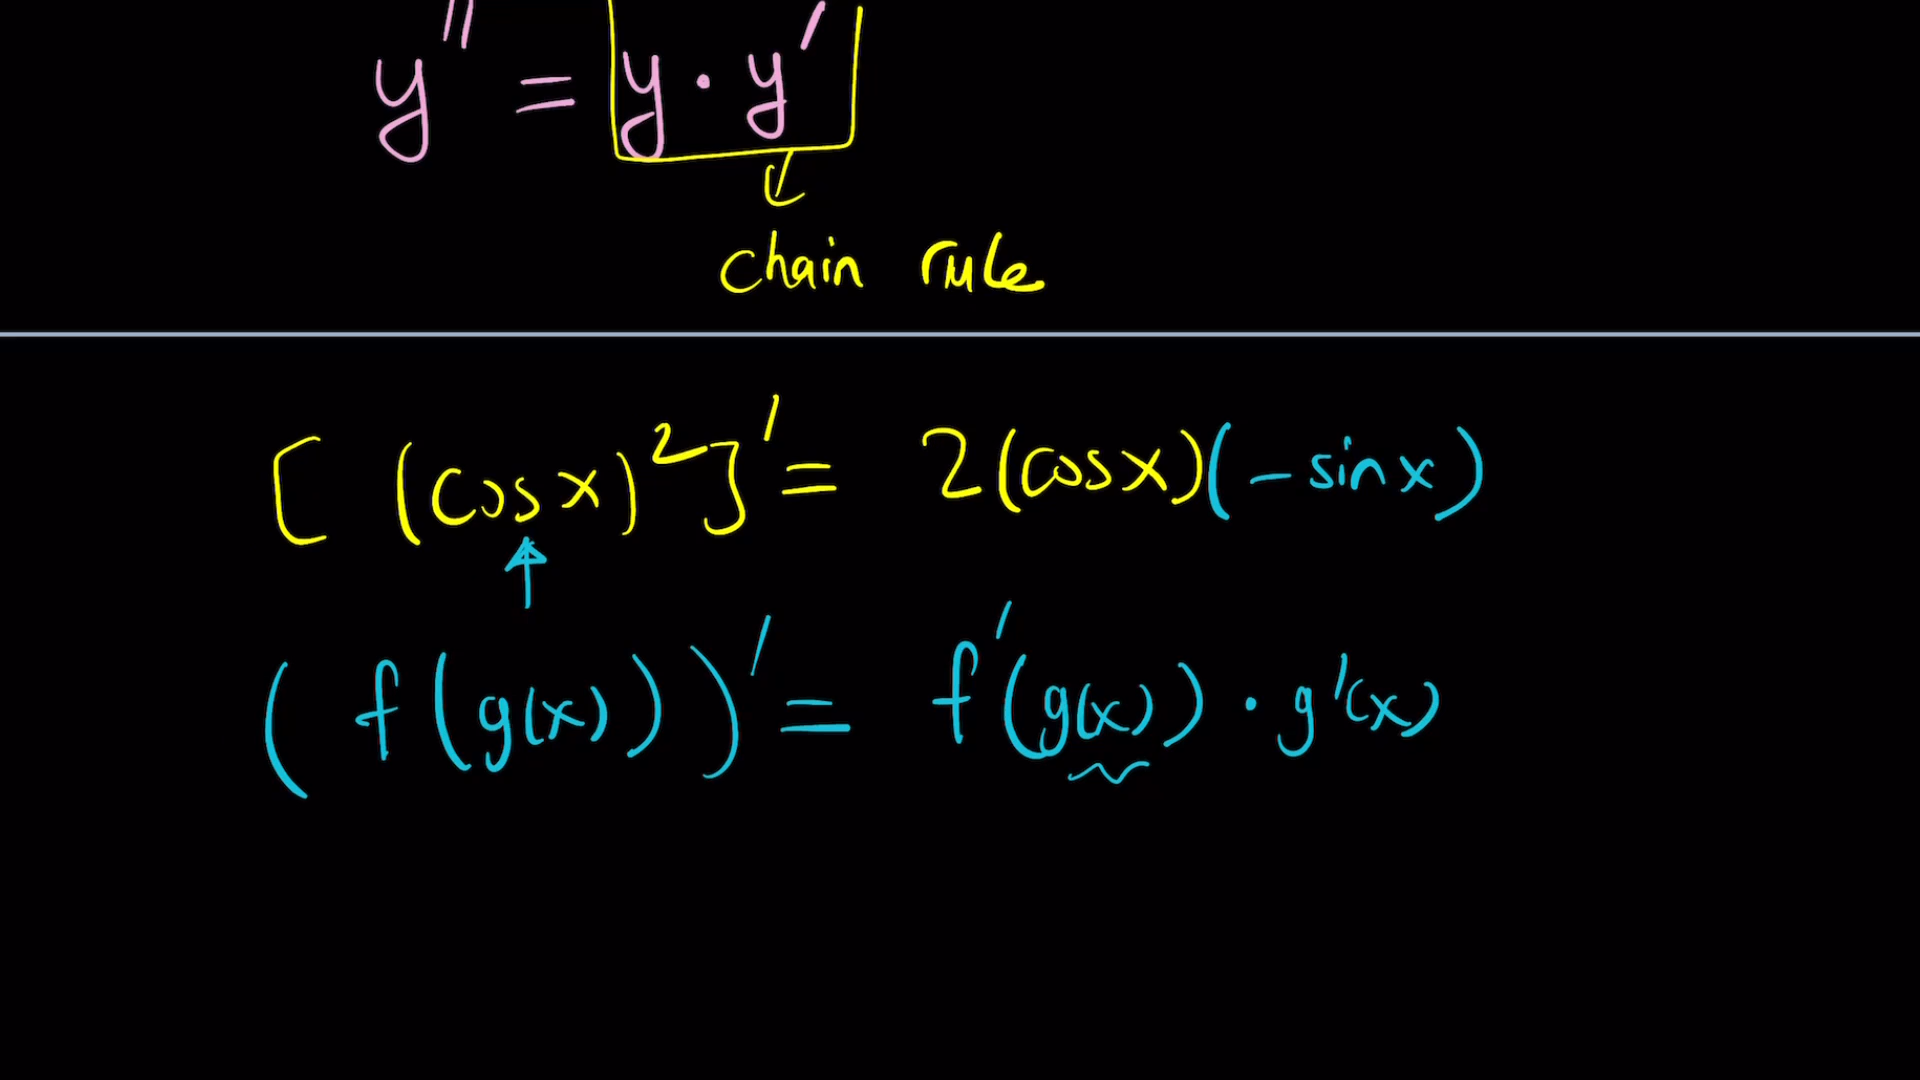 y'' = y · y'
chain rule
[ (cos x)²]' = 2(cos x)(− sin x)
( f(g(x)) )' = f'(g(x)) · g'(x)